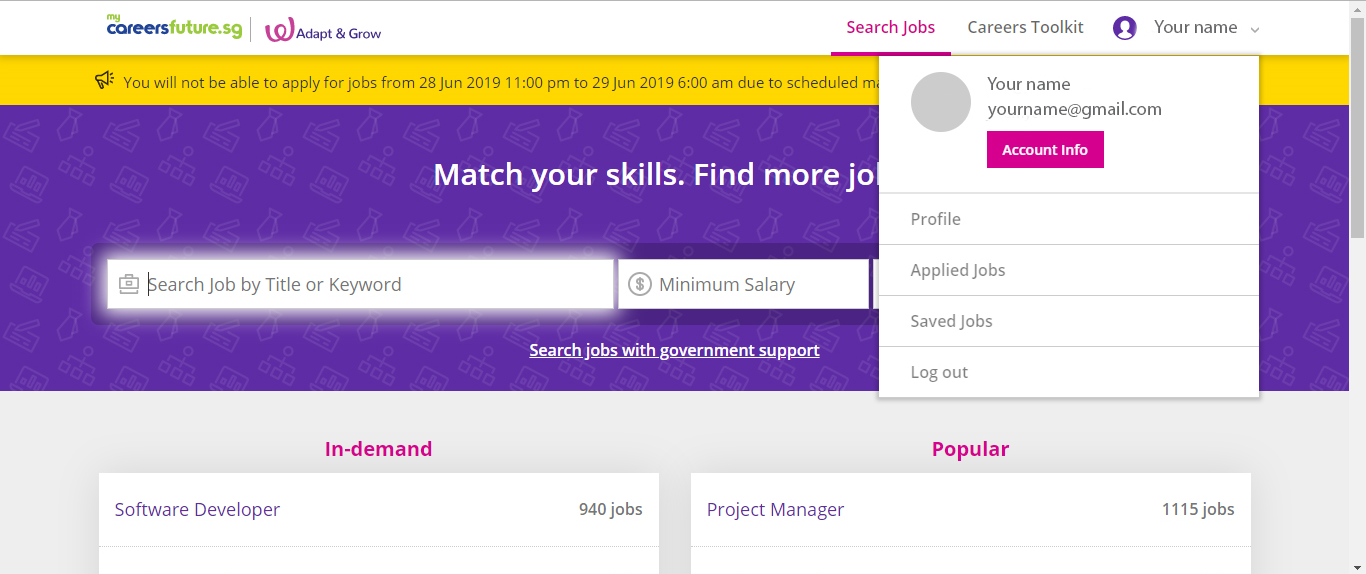 my
careersfuture.sg
Adapt & Grow
Search Jobs
Careers Toolkit
Your name
You will not be able to apply for jobs from 28 Jun 2019 11:00 pm to 29 Jun 2019 6:00 am due to scheduled
Your name
yourname@gmail.com
Account Info
Profile
Applied Jobs
Saved Jobs
Log out
Match your skills. Find more
Search Job by Title or Keyword
Minimum Salary
Search jobs with government support
In-demand
Software Developer
940 jobs
Popular
Project Manager
1115 jobs